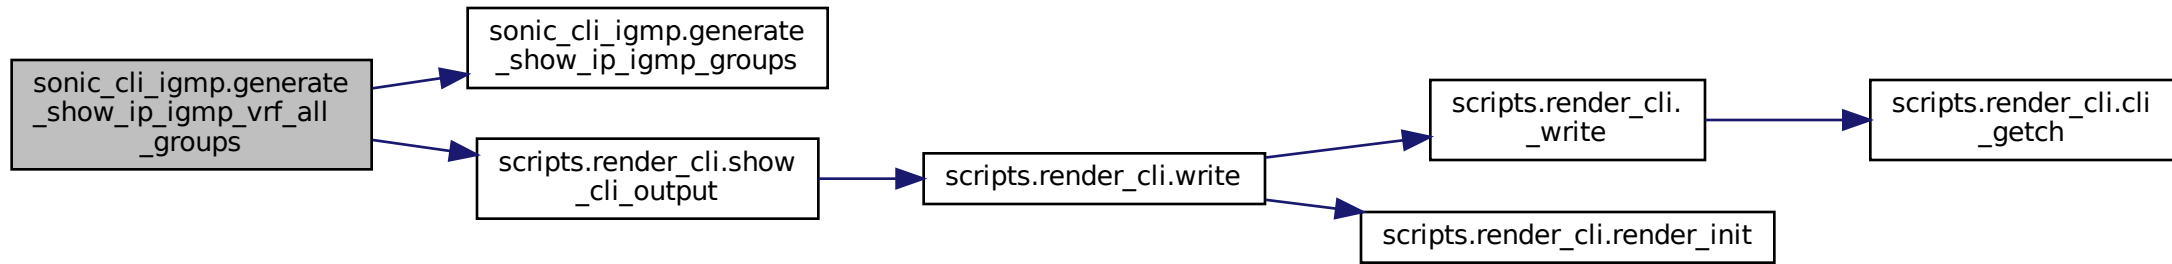 sonic_cli_igmp.generate
_show_ip_igmp_vrf_all
_groups
sonic_cli_igmp.generate
_show_ip_igmp_groups
scripts.render_cli.show
_cli_output
scripts.render_cli.write
scripts.render_cli.
_write
scripts.render_cli.render_init
scripts.render_cli.cli
_getch